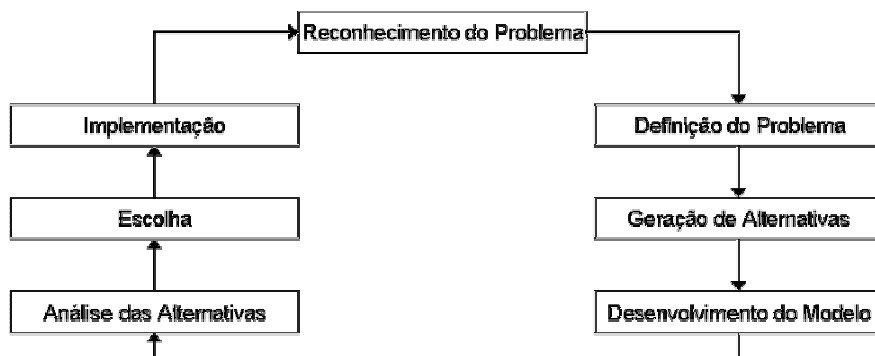 Reconhecimento do Problema
Implementação
Definição do Problema
Escolha
Geração de Alternativas
Análise das Alternativas
Desenvolvimento do Modelo